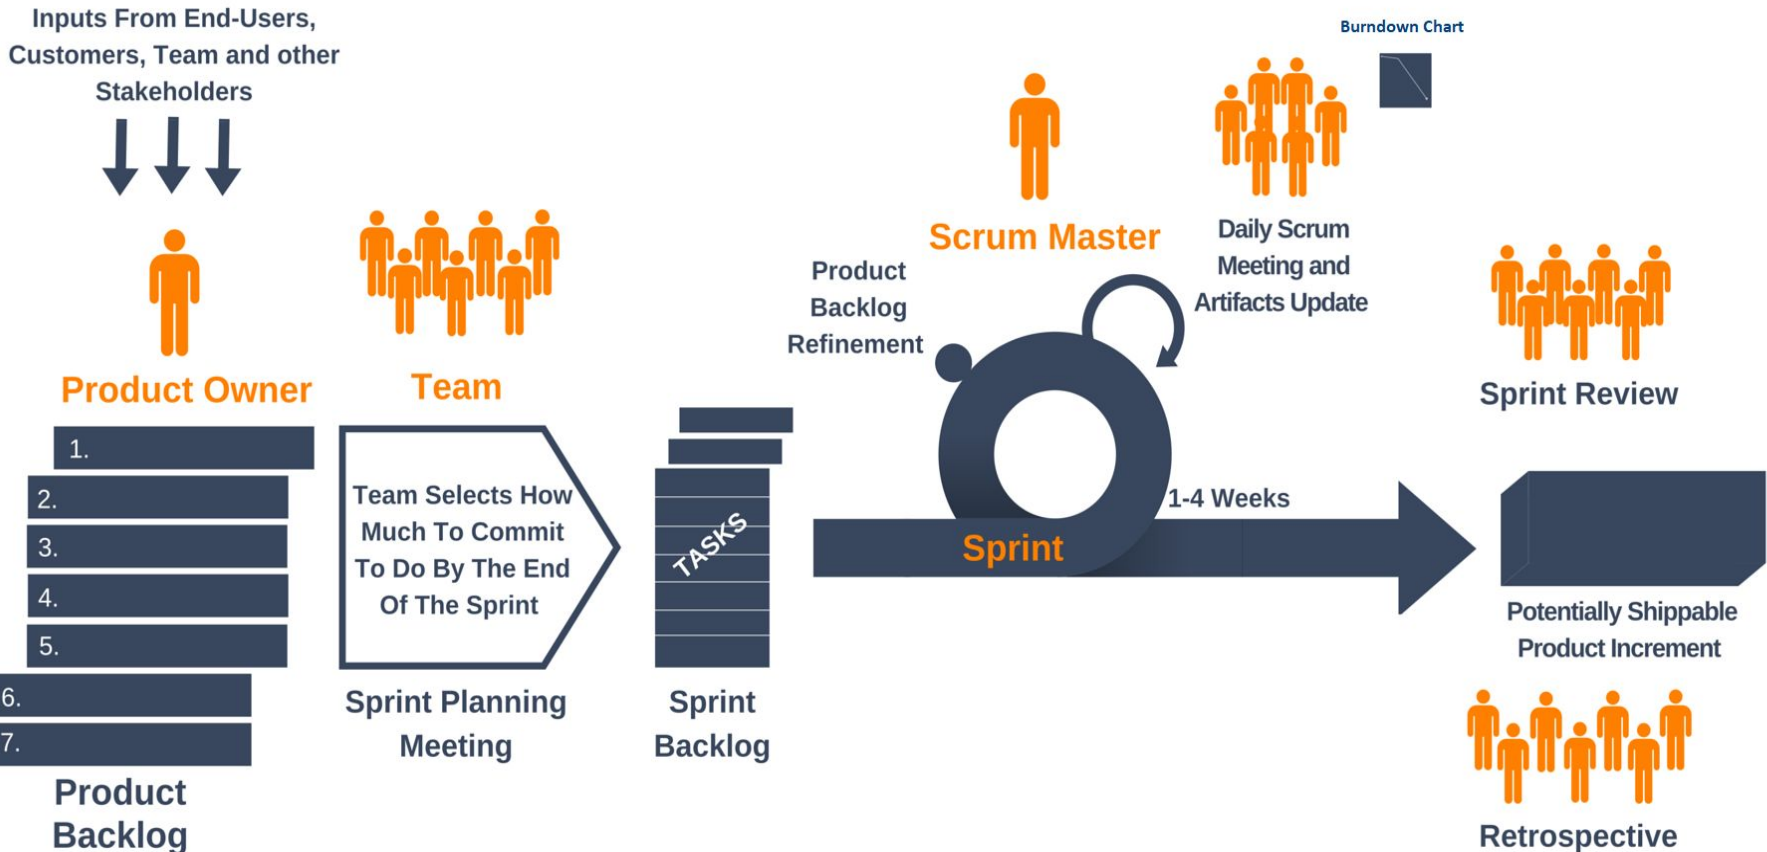 Inputs From End-Users,
Customers, Team and other
Stakeholders
Product Owner
1.
2.
3.
4.
5.
6.
7.
Product
Backlog
Team
Team Selects How
Much To Commit
To Do By The End
Of The Sprint
Sprint Planning
Meeting
TASKS
Sprint
Backlog
Product
Backlog
Refinement
Scrum Master
Daily Scrum
Meeting and
Artifacts Update
Burndown Chart
1-4 Weeks
Sprint
Sprint Review
Potentially Shippable
Product Increment
Retrospective